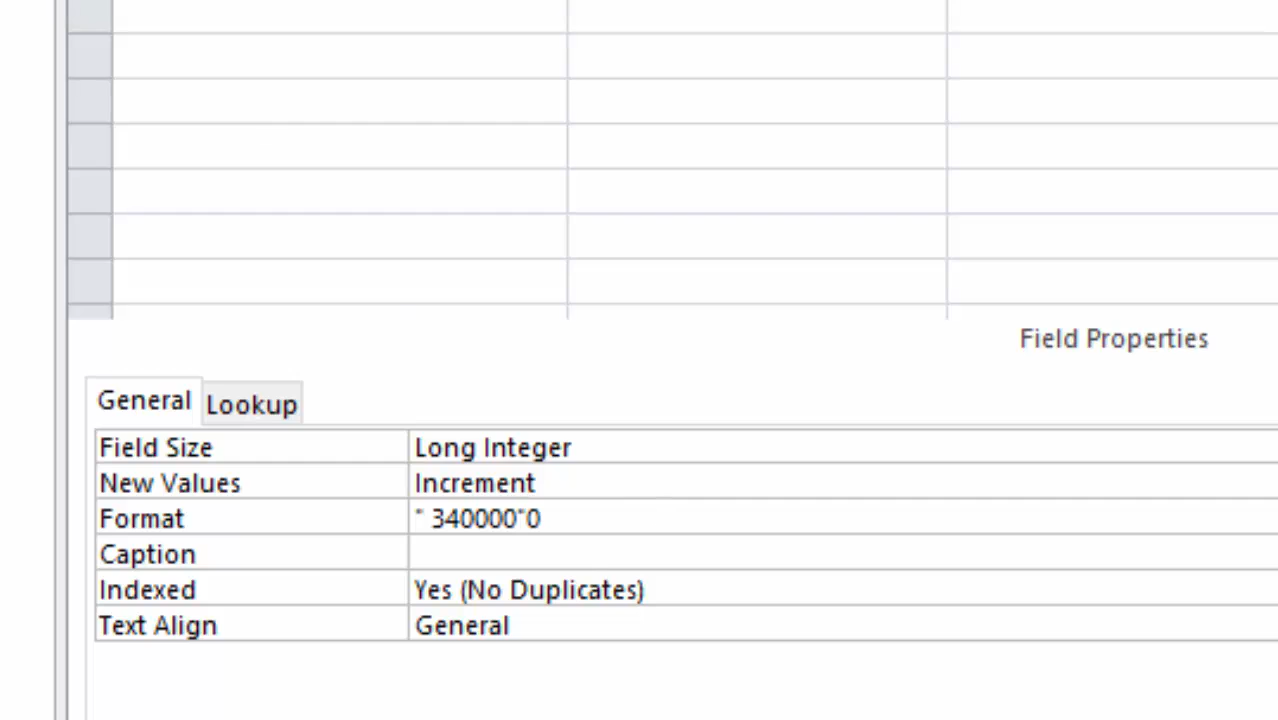 Field Properties
General Lookup
Field Size Long Integer
New Values Increment
Format " 340000"0
Caption
Indexed Yes (No Duplicates)
Text Align General